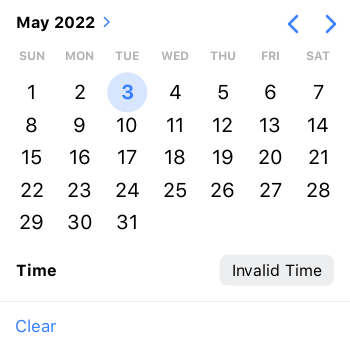 May 2022
SUN MON TUE WED THU FRI SAT
1 2 3 4 5 6 7
8 9 10 11 12 13 14
15 16 17 18 19 20 21
22 23 24 25 26 27 28
29 30 31
Time Invalid Time
Clear